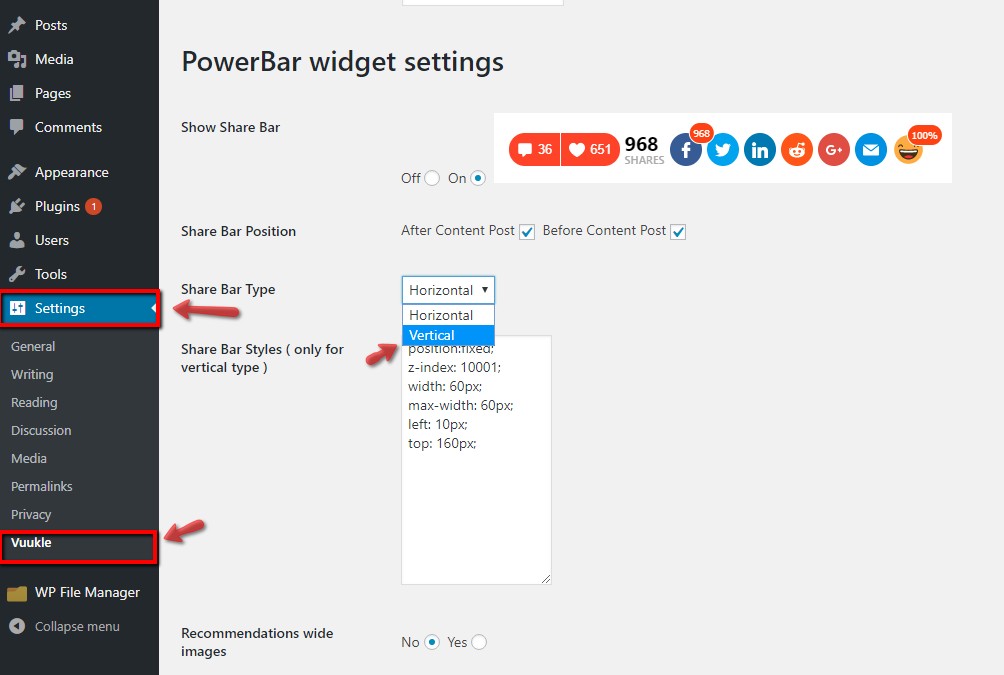 Posts
Media
Pages
Comments
Appearance
Plugins 1
Users
Tools
Settings
General
Writing
Reading
Discussion
Media
Permalinks
Privacy
Vuukle
WP File Manager
Collapse menu
PowerBar widget settings
Show Share Bar
36 651 968 SHARES f 968 in G+ 100%
Off On
Share Bar Position
After Content Post Before Content Post
Share Bar Type
Horizontal
Horizontal
Vertical
Share Bar Styles ( only for
vertical type )
position:fixed;
z-index: 10001;
width: 60px;
max-width: 60px;
left: 10px;
top: 160px;
Recommendations wide
images
No Yes